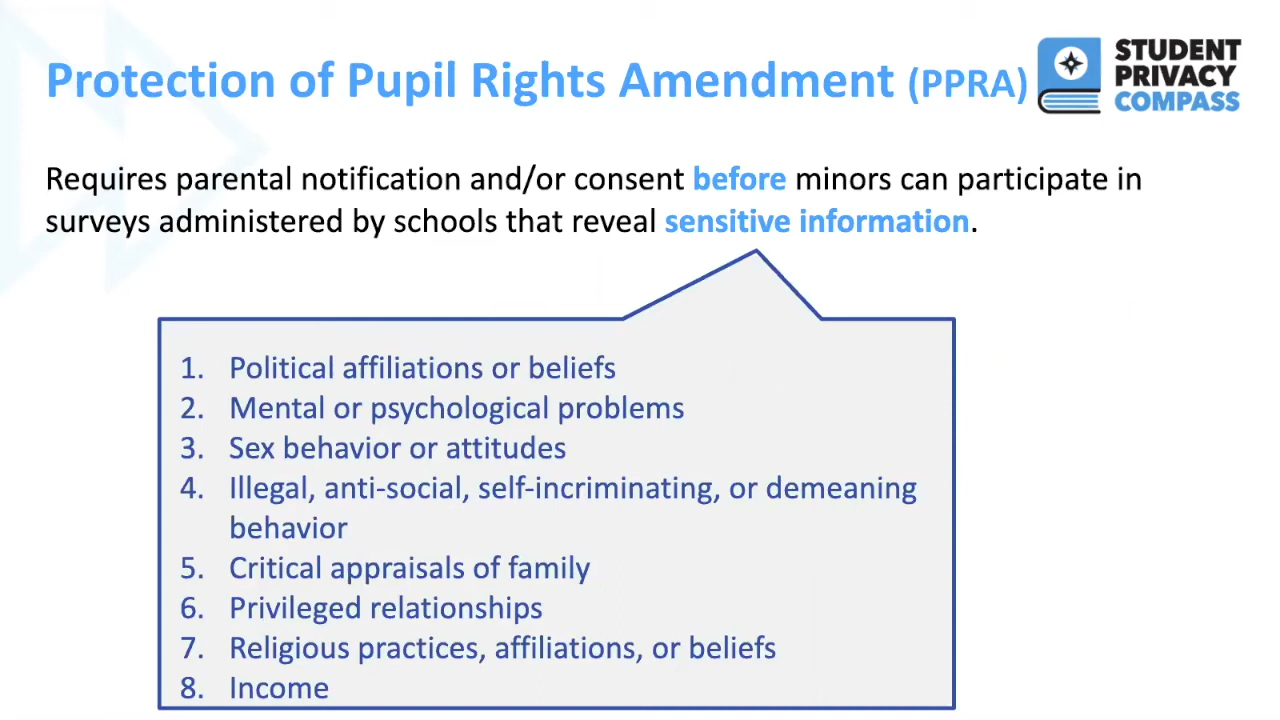 Protection of Pupil Rights Amendment (PPRA)
STUDENT
PRIVACY
COMPASS
Requires parental notification and/or consent before minors can participate in
surveys administered by schools that reveal sensitive information.
1. Political affiliations or beliefs
2. Mental or psychological problems
3. Sex behavior or attitudes
4. Illegal, anti-social, self-incriminating, or demeaning
behavior
5. Critical appraisals of family
6. Privileged relationships
7. Religious practices, affiliations, or beliefs
8. Income